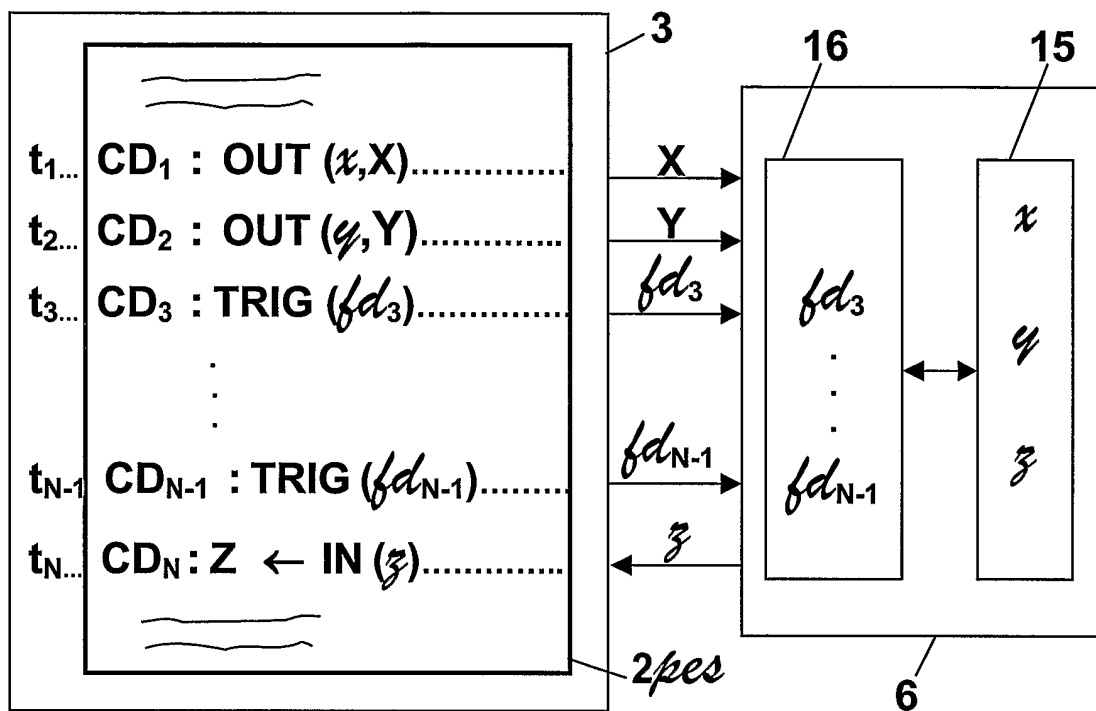 3
16 15
t₁... CD₁ : OUT (x,X).............. X
x
t₂... CD₂ : OUT (y,Y)............. Y
t₃... CD₃ : TRIG (fd₃).............. fd₃ fd₃
y
tN-1 CDN-1 : TRIG (fdN-1)........ fdN-1 fdN-1
z
tN... CDN : Z ← IN (z)............. z
2pes
6